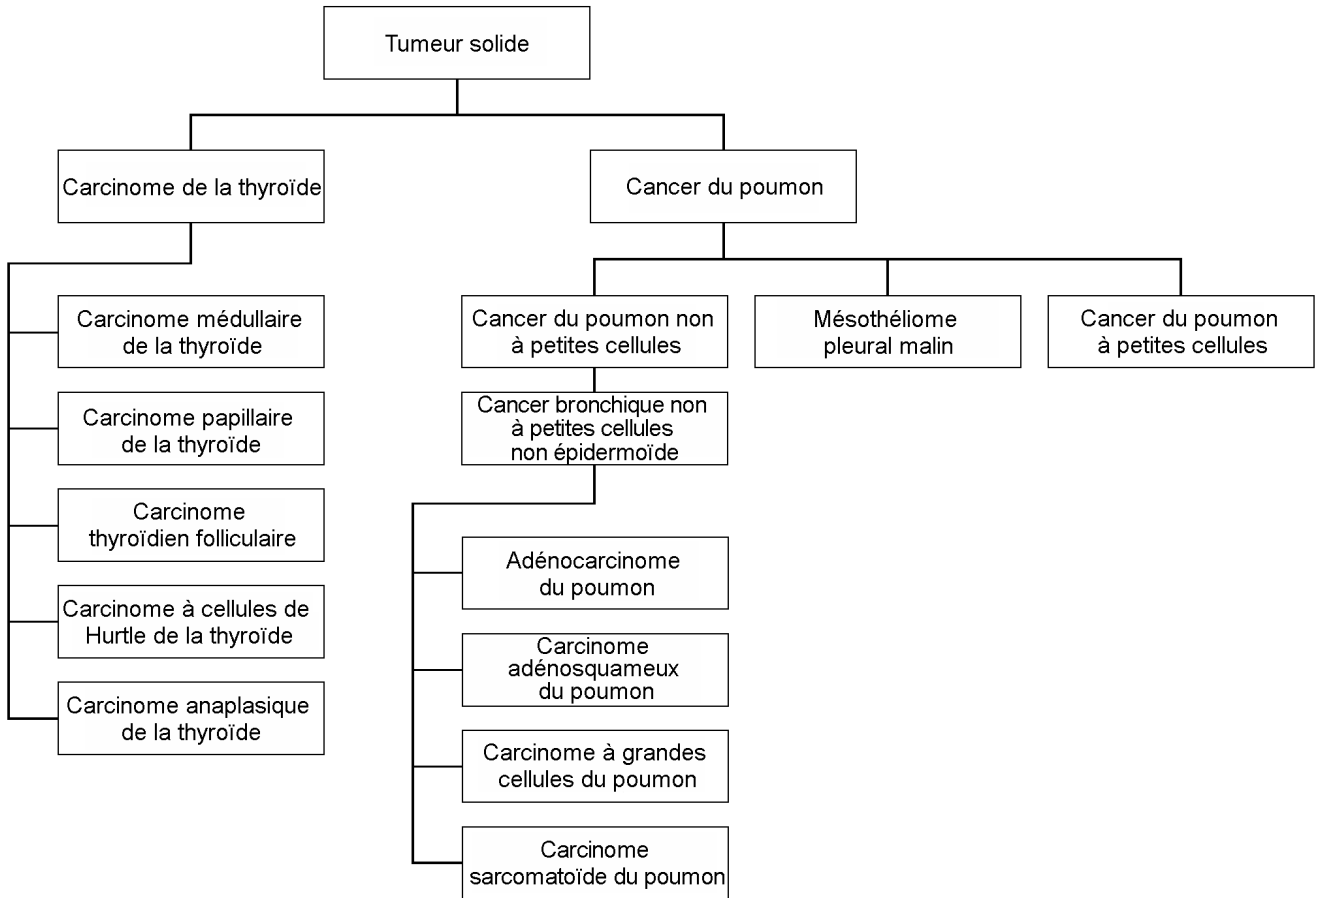 Tumeur solide
Carcinome de la thyroïde
Cancer du poumon
Carcinome médullaire
de la thyroïde
Carcinome papillaire
de la thyroïde
Carcinome
thyroïdien folliculaire
Carcinome à cellules de
Hurtle de la thyroïde
Carcinome anaplasique
de la thyroïde
Cancer du poumon non
à petites cellules
Mésothéliome
pleural malin
Cancer du poumon
à petites cellules
Cancer bronchique non
à petites cellules
non épidermoïde
Adénocarcinome
du poumon
Carcinome
adénosquameux
du poumon
Carcinome à grandes
cellules du poumon
Carcinome
sarcomatoïde du poumon